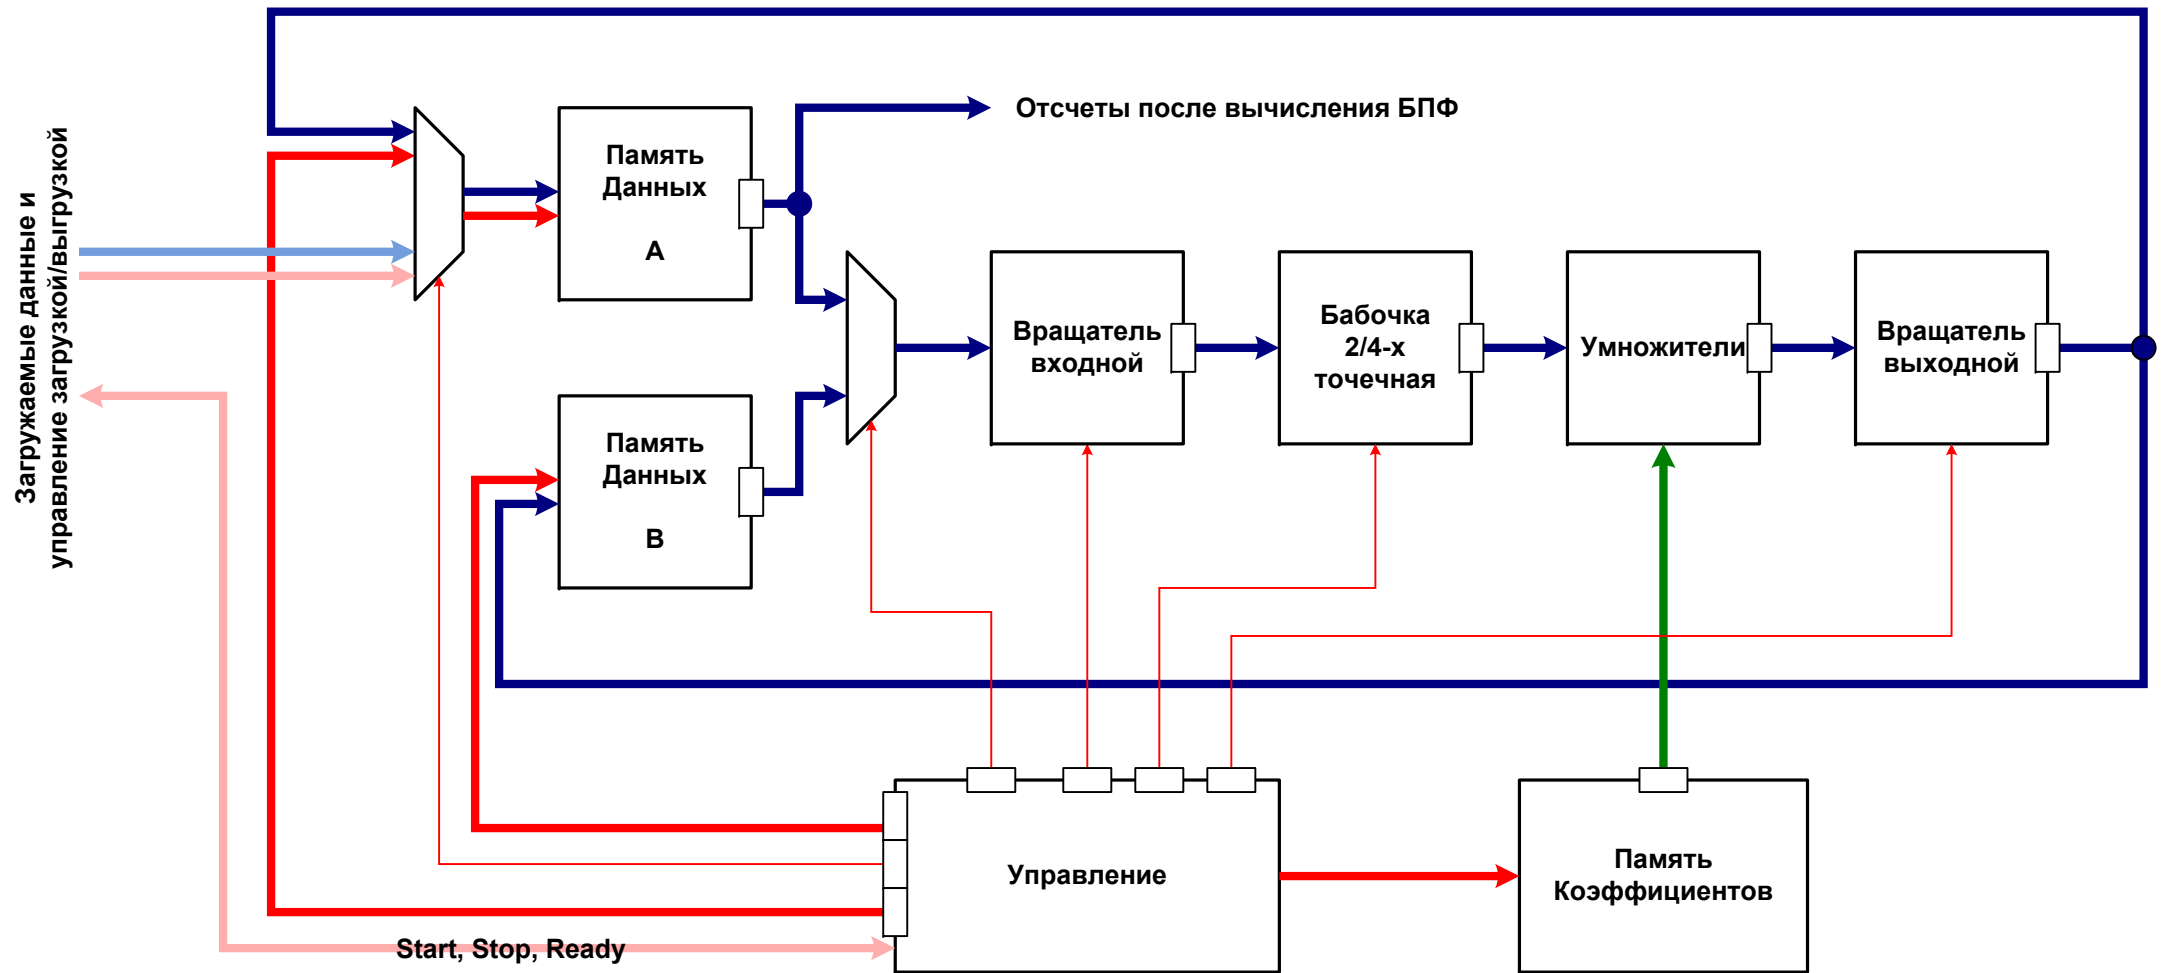 Загружаемые данные и
управление загрузкой/выгрузкой
Отсчеты после вычисления БПФ
Память
Данных
A
Память
Данных
B
Вращатель
входной
Бабочка
2/4-х
точечная
Умножители
Вращатель
выходной
Управление
Память
Коэффициентов
Start, Stop, Ready